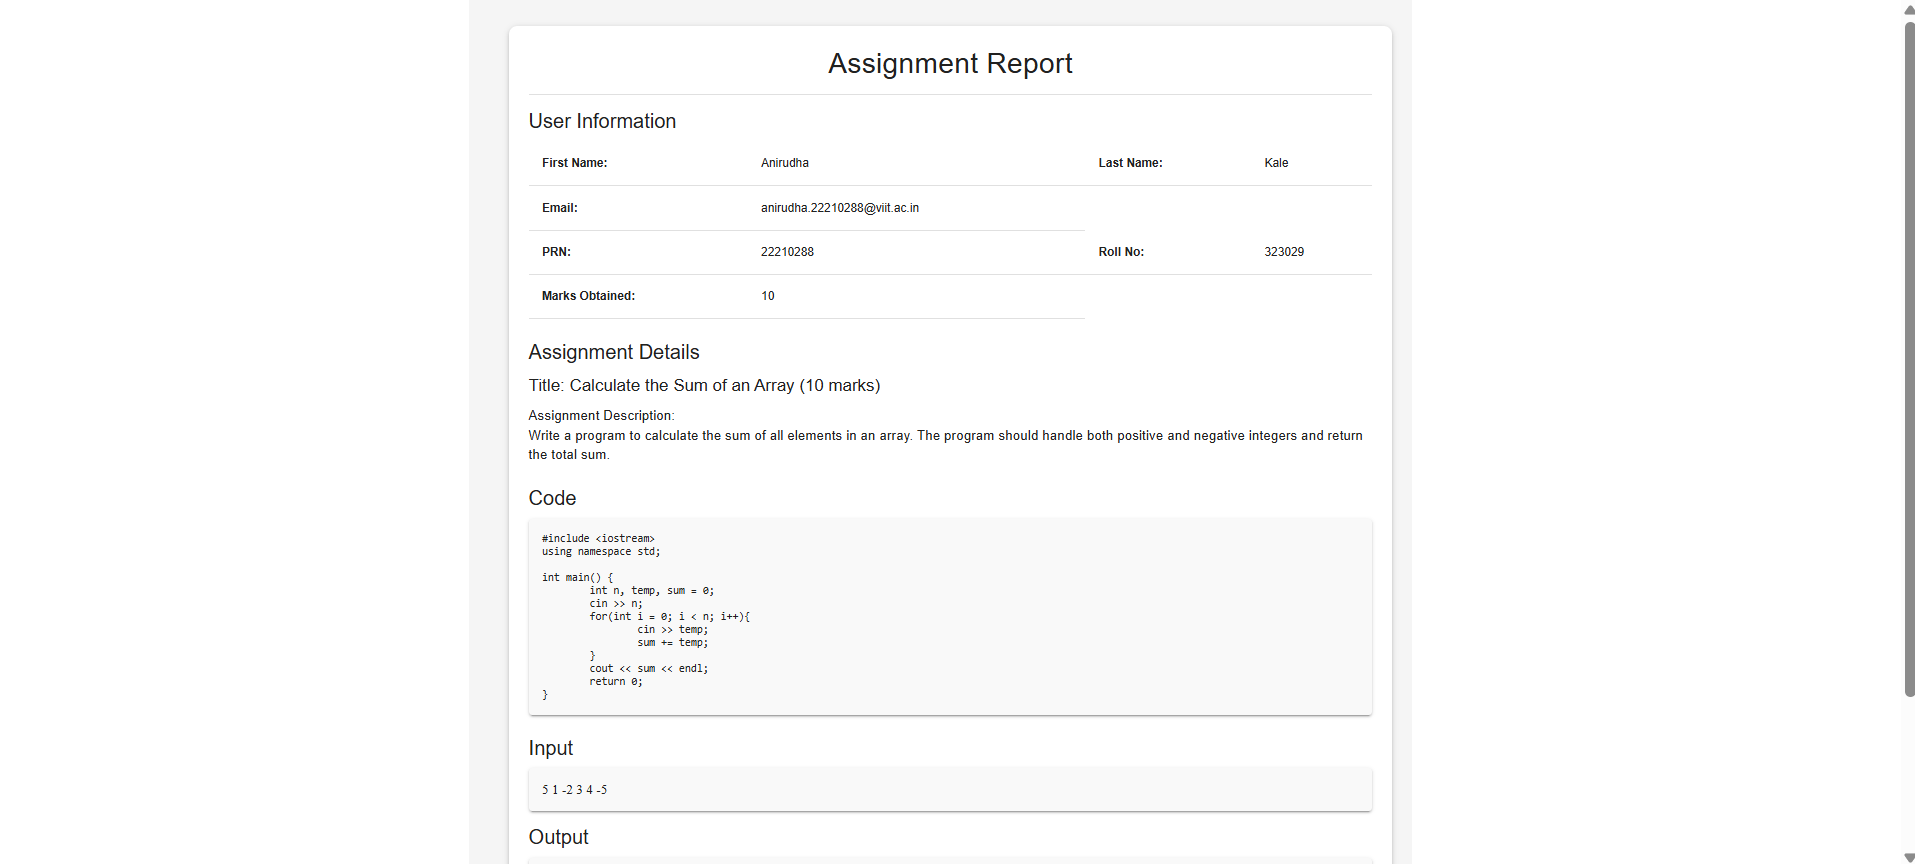 Assignment Report
User Information
First Name: Anirudha Last Name: Kale
Email: anirudha.22210288@viit.ac.in
PRN: 22210288 Roll No: 323029
Marks Obtained: 10
Assignment Details
Title: Calculate the Sum of an Array (10 marks)
Assignment Description:
Write a program to calculate the sum of all elements in an array. The program should handle both positive and negative integers and return
the total sum.
Code
#include <iostream>
using namespace std;
int main() {
        int n, temp, sum = 0;
        cin >> n;
        for(int i = 0; i < n; i++){
                cin >> temp;
                sum += temp;
        }
        cout << sum << endl;
        return 0;
}
Input
5 1 -2 3 4 -5
Output